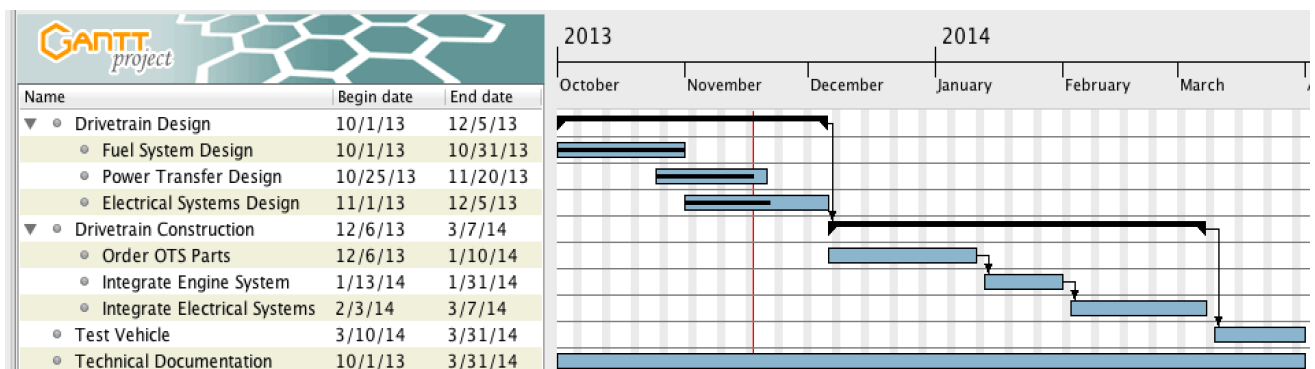 GANTT
project
2013 2014
October November December January February March
Name Begin date End date
Drivetrain Design 10/1/13 12/5/13
Fuel System Design 10/1/13 10/31/13
Power Transfer Design 10/25/13 11/20/13
Electrical Systems Design 11/1/13 12/5/13
Drivetrain Construction 12/6/13 3/7/14
Order OTS Parts 12/6/13 1/10/14
Integrate Engine System 1/13/14 1/31/14
Integrate Electrical Systems 2/3/14 3/7/14
Test Vehicle 3/10/14 3/31/14
Technical Documentation 10/1/13 3/31/14